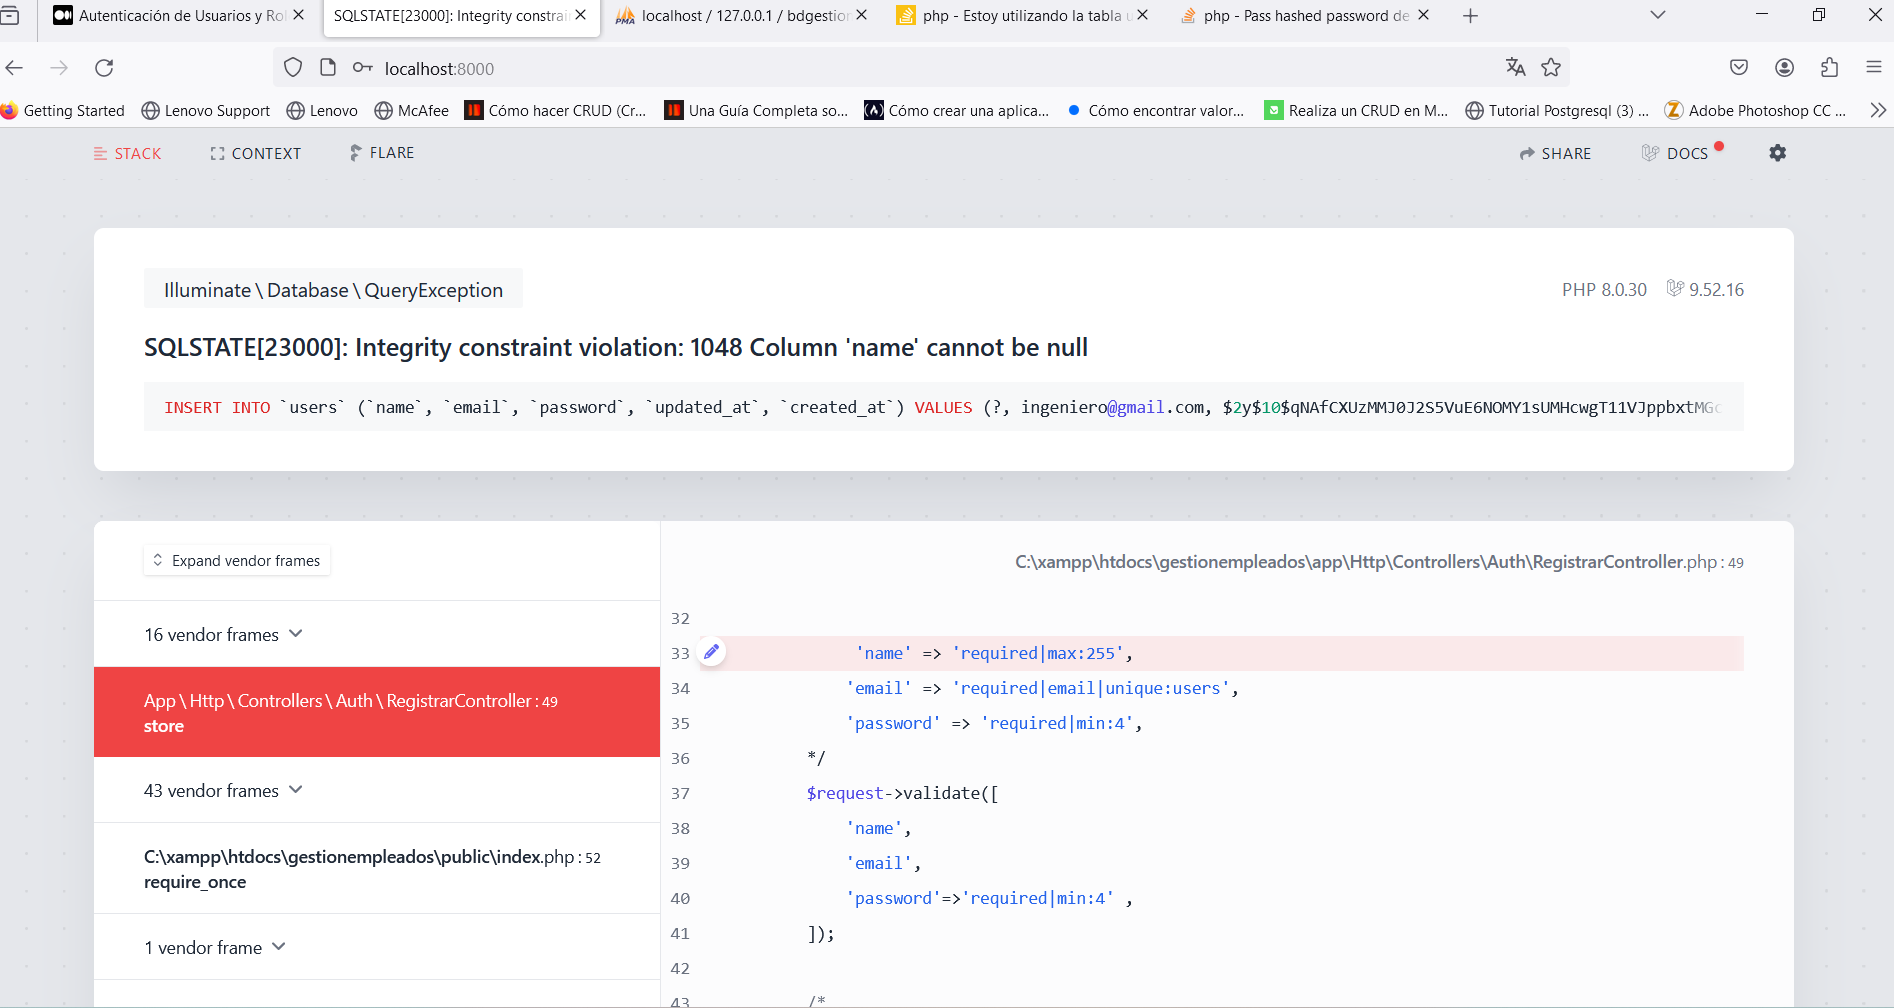 Autenticación de Usuarios y Rol
SQLSTATE[23000]: Integrity constrain
localhost / 127.0.0.1 / bdgestion
php - Estoy utilizando la tabla u
php - Pass hashed password de
localhost:8000
Getting Started
Lenovo Support
Lenovo
McAfee
Cómo hacer CRUD (Cr...
Una Guía Completa so...
Cómo crear una aplica...
Cómo encontrar valor...
Realiza un CRUD en M...
Tutorial Postgresql (3) ...
Adobe Photoshop CC ...
STACK
CONTEXT
FLARE
SHARE
DOCS
Illuminate \ Database \ QueryException
PHP 8.0.30
9.52.16
SQLSTATE[23000]: Integrity constraint violation: 1048 Column 'name' cannot be null
INSERT INTO `users` (`name`, `email`, `password`, `updated_at`, `created_at`) VALUES (?, ingeniero@gmail.com, $2y$10$qNAfCXUzMMJ0J2S5VuE6NOMY1sUMHcwgT11VJppbxtMGc
Expand vendor frames
16 vendor frames
App \ Http \ Controllers \ Auth \ RegistrarController : 49
store
43 vendor frames
C:\xampp\htdocs\gestionempleados\public\index.php : 52
require_once
1 vendor frame
C:\xampp\htdocs\gestionempleados\app\Http\Controllers\Auth\RegistrarController.php : 49
32
33 'name' => 'required|max:255',
34 'email' => 'required|email|unique:users',
35 'password' => 'required|min:4',
36 */
37 $request->validate([
38 'name',
39 'email',
40 'password'=>'required|min:4' ,
41 ]);
42
43 /*